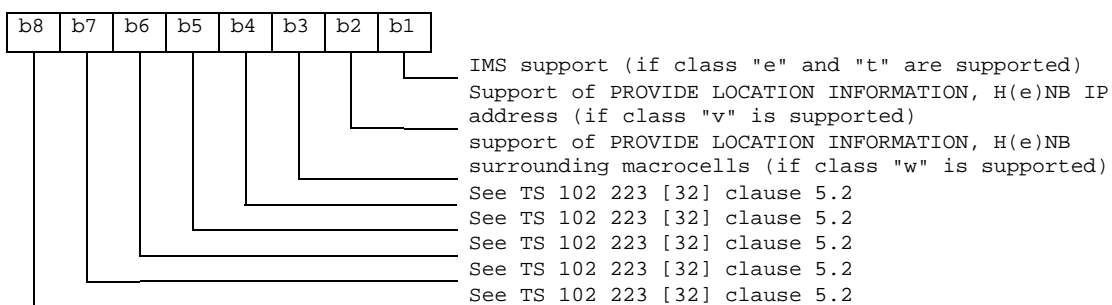 b8 b7 b6 b5 b4 b3 b2 b1
IMS support (if class "e" and "t" are supported)
Support of PROVIDE LOCATION INFORMATION, H(e)NB IP
address (if class "v" is supported)
support of PROVIDE LOCATION INFORMATION, H(e)NB
surrounding macrocells (if class "w" is supported)
See TS 102 223 [32] clause 5.2
See TS 102 223 [32] clause 5.2
See TS 102 223 [32] clause 5.2
See TS 102 223 [32] clause 5.2
See TS 102 223 [32] clause 5.2